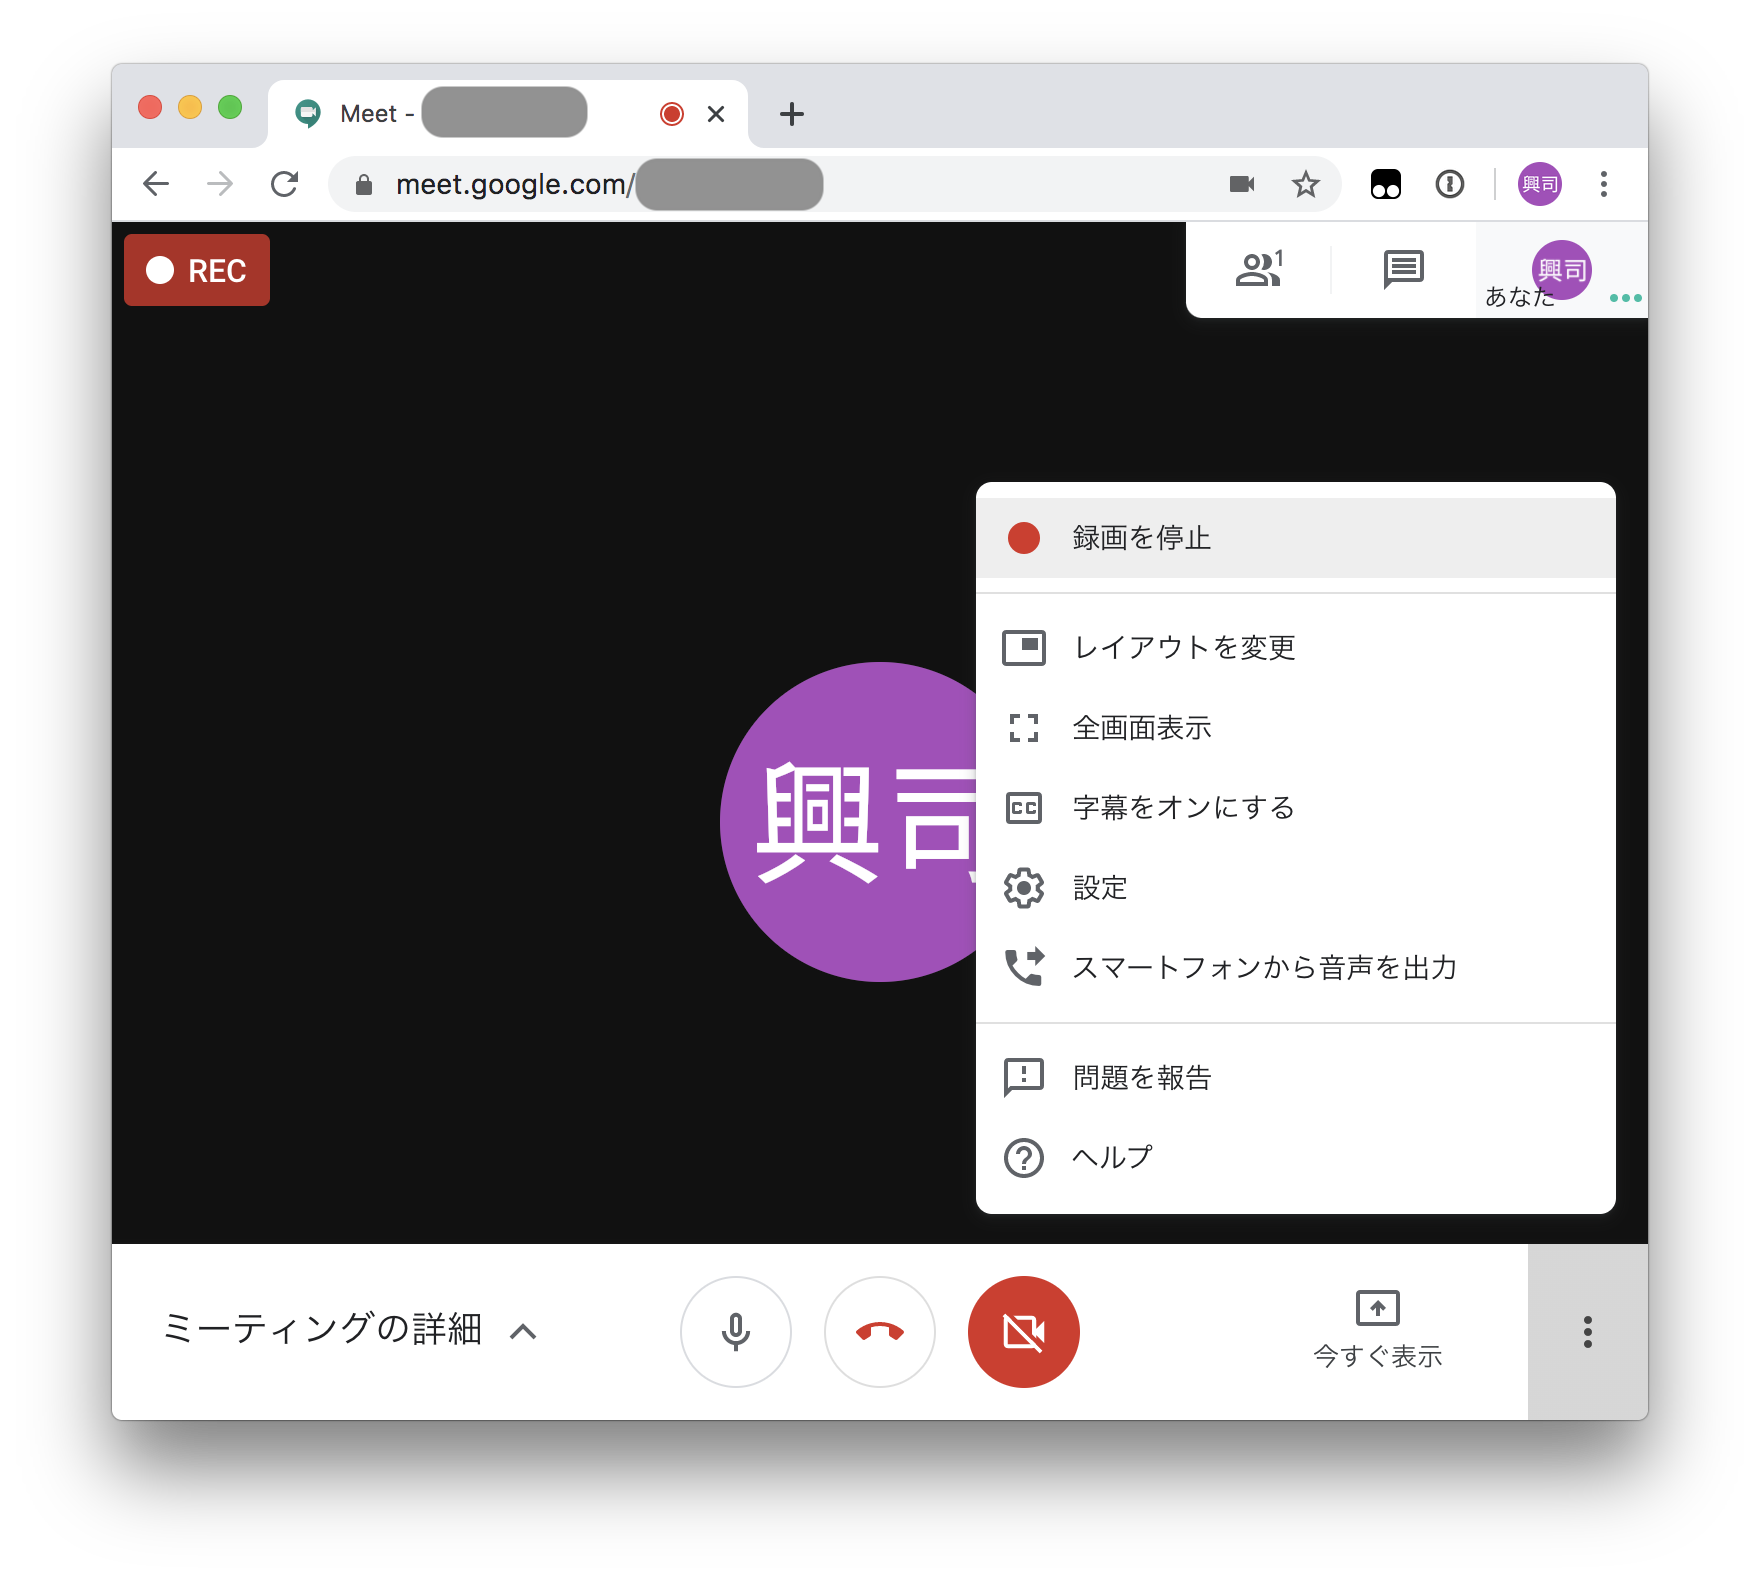 Meet -
meet.google.com/
興司
REC
1
興司
あなた
録画を停止
レイアウトを変更
全画面表示
興司
CC
字幕をオンにする
設定
スマートフォンから音声を出力
問題を報告
ヘルプ
ミーティングの詳細
今すぐ表示